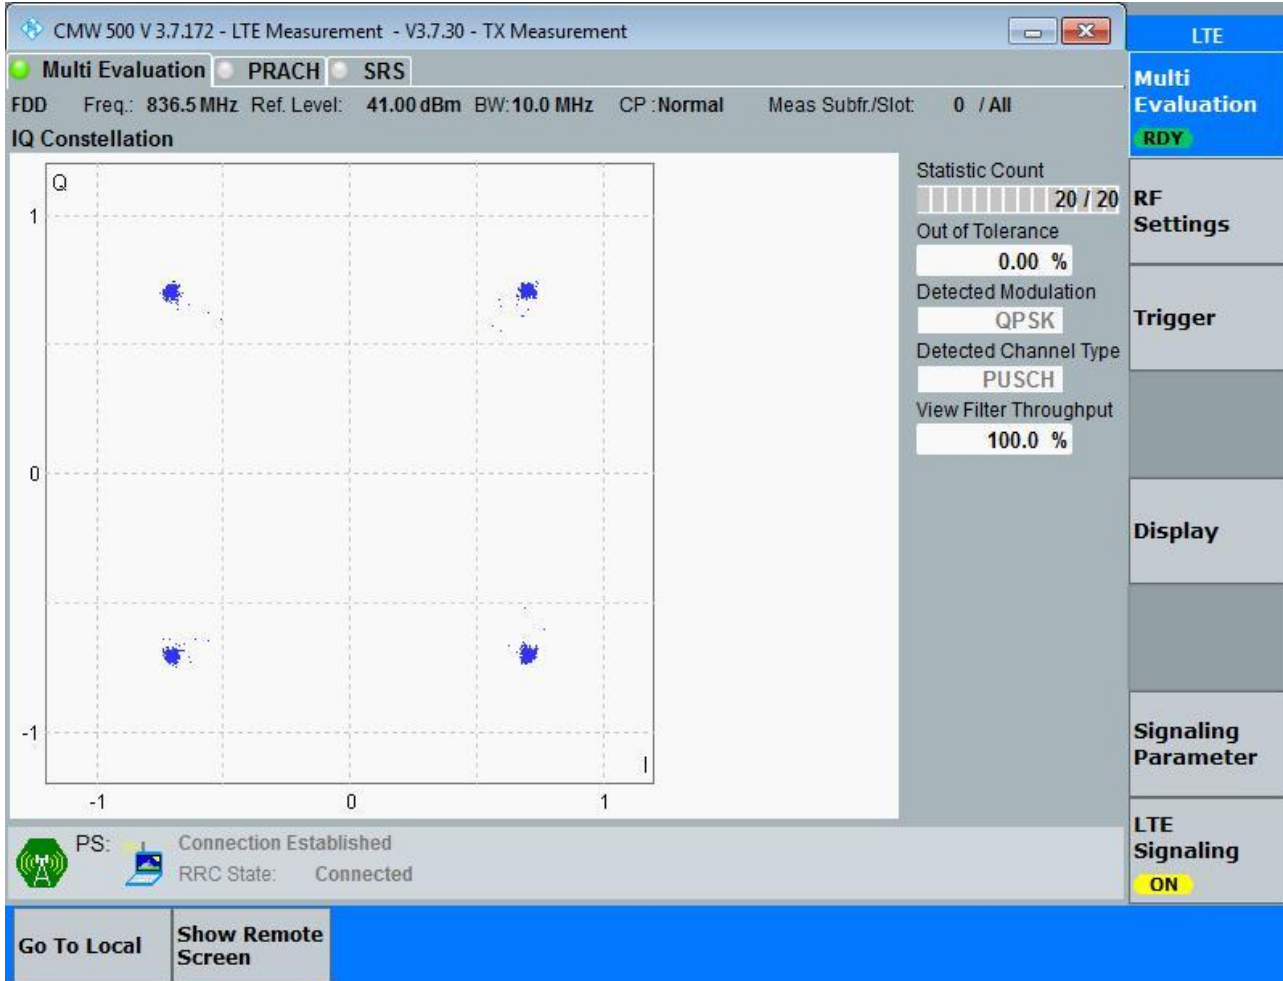 CMW 500 V 3.7.172 - LTE Measurement - V3.7.30 - TX Measurement
LTE
Multi Evaluation PRACH SRS
FDD Freq.: 836.5 MHz Ref. Level: 41.00 dBm BW: 10.0 MHz CP : Normal Meas Subfr./Slot: 0 / All
IQ Constellation
Q
1
0
-1
I
-1 0 1
Statistic Count
20 / 20
Out of Tolerance
0.00 %
Detected Modulation
QPSK
Detected Channel Type
PUSCH
View Filter Throughput
100.0 %
Multi
Evaluation
RDY
RF
Settings
Trigger
Display
Signaling
Parameter
LTE
Signaling
ON
PS: Connection Established
RRC State: Connected
Go To Local
Show Remote
Screen